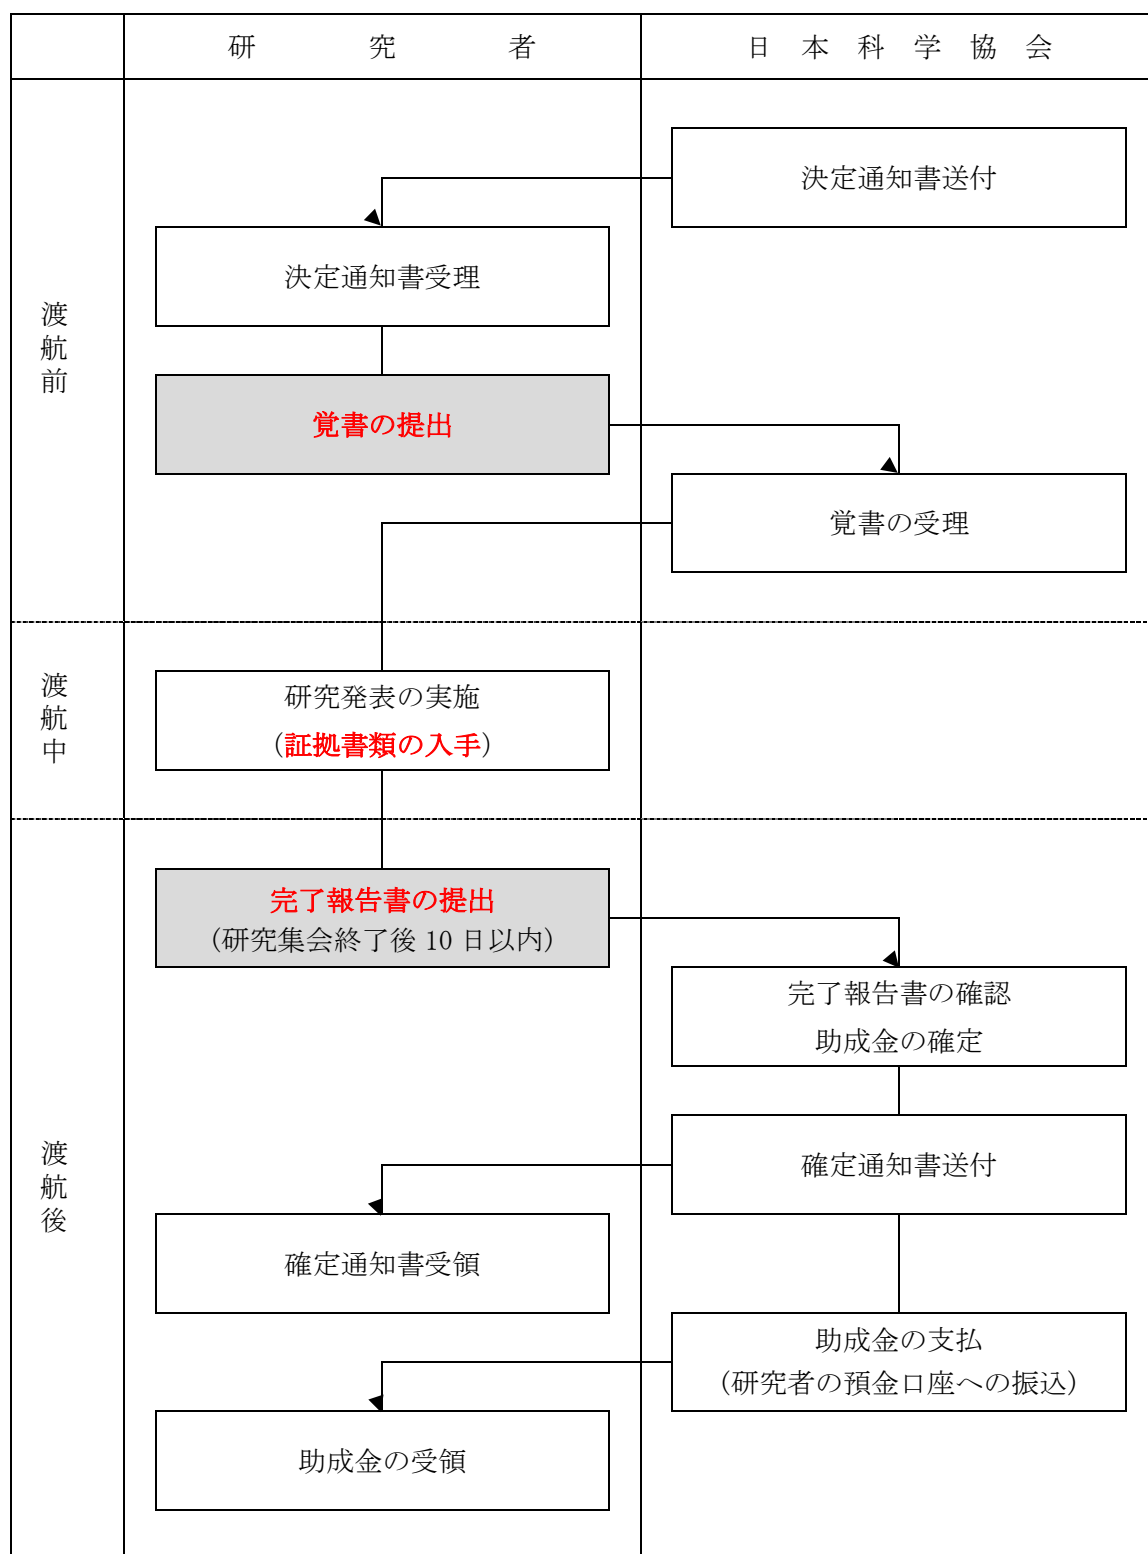 研究者
日本科学協会
渡航前
決定通知書送付
決定通知書受理
覚書の提出
覚書の受理
渡航中
研究発表の実施
（証拠書類の入手）
渡航後
完了報告書の提出
（研究集会終了後 10 日以内）
完了報告書の確認
助成金の確定
確定通知書送付
確定通知書受領
助成金の支払
（研究者の預金口座への振込）
助成金の受領